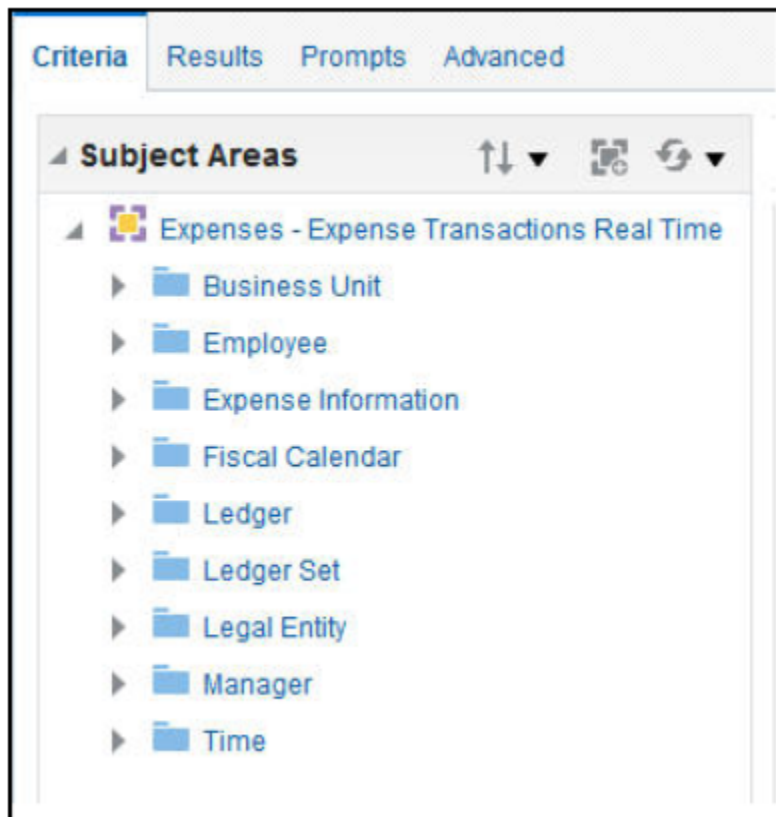 Criteria Results Prompts Advanced
Subject Areas
Expenses - Expense Transactions Real Time
Business Unit
Employee
Expense Information
Fiscal Calendar
Ledger
Ledger Set
Legal Entity
Manager
Time